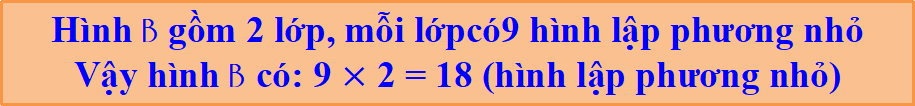 Hình B gồm 2 lớp, mỗi lớpcó9 hình lập phương nhỏ
Vậy hình B có: 9 × 2 = 18 (hình lập phương nhỏ)